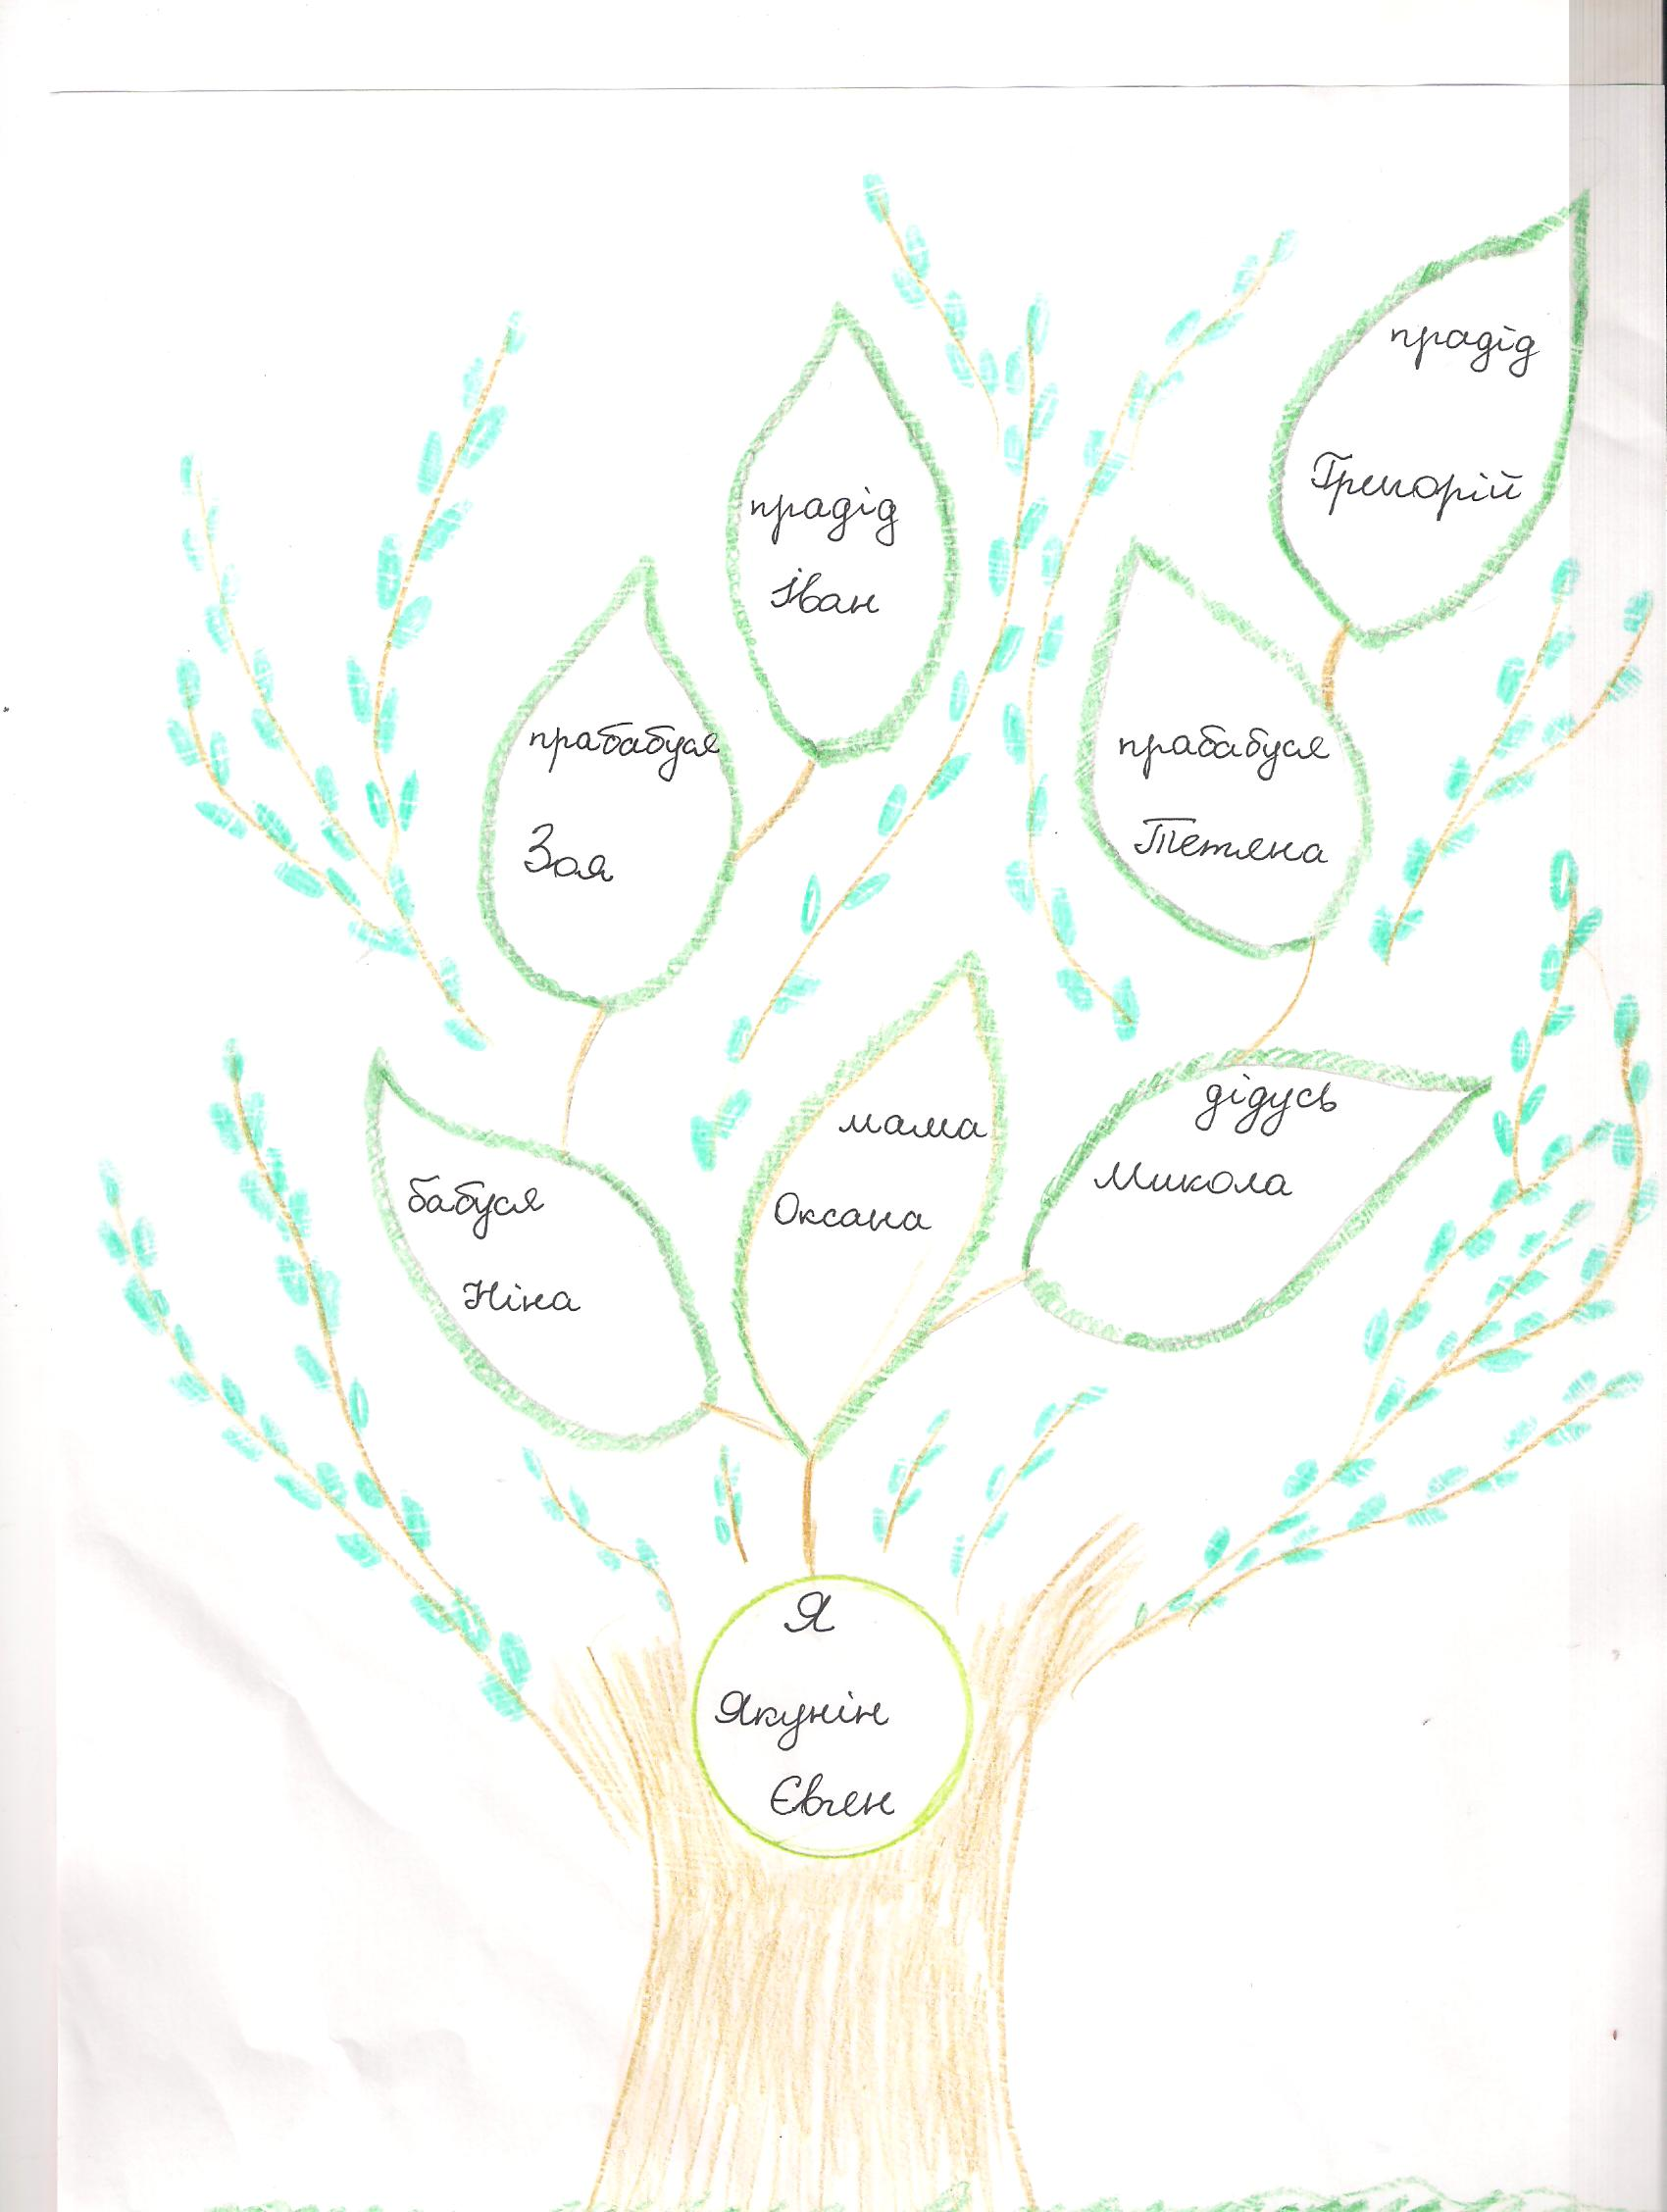 прадід
Григорій
прадід
Іван
прабабуся
Зоя
прабабуся
Тетяна
мама
Оксана
дідусь
Микола
бабуся
Ніна
Я
Якунін
Євген